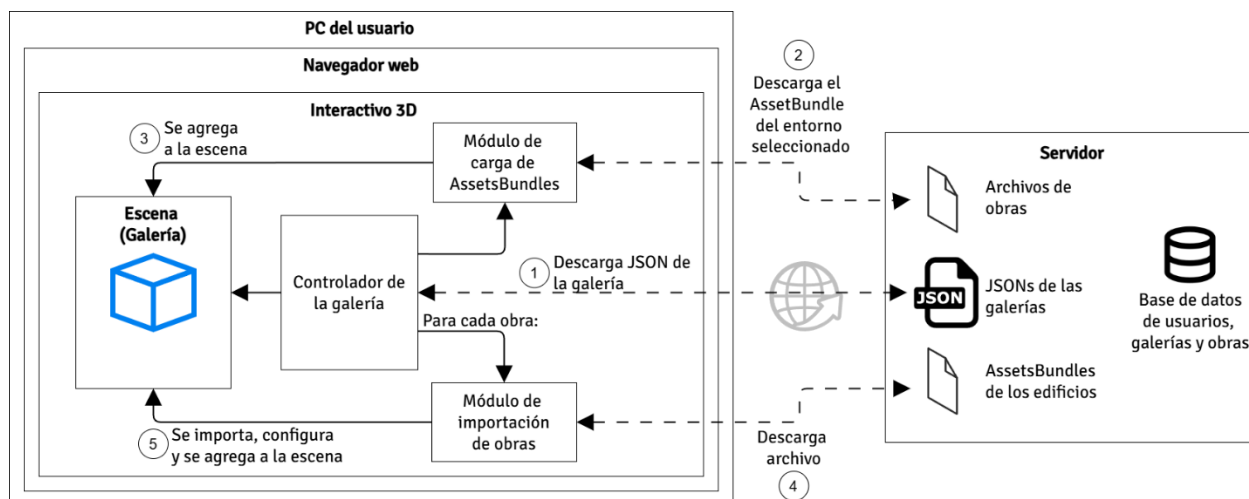 PC del usuario
Navegador web
Interactivo 3D
3
Se agrega
a la escena
Módulo de
carga de
AssetsBundles
2
Descarga el
AssetBundle
del entorno
seleccionado
Escena
(Galería)
Controlador de
la galería
1
Descarga JSON de
la galería
Para cada obra:
Módulo de
importación
de obras
5
Se importa, configura
y se agrega a la escena
Descarga
archivo
4
Servidor
Archivos de
obras
JSON
JSONs de las
galerías
AssetsBundles
de los edificios
Base de datos
de usuarios,
galerías y obras